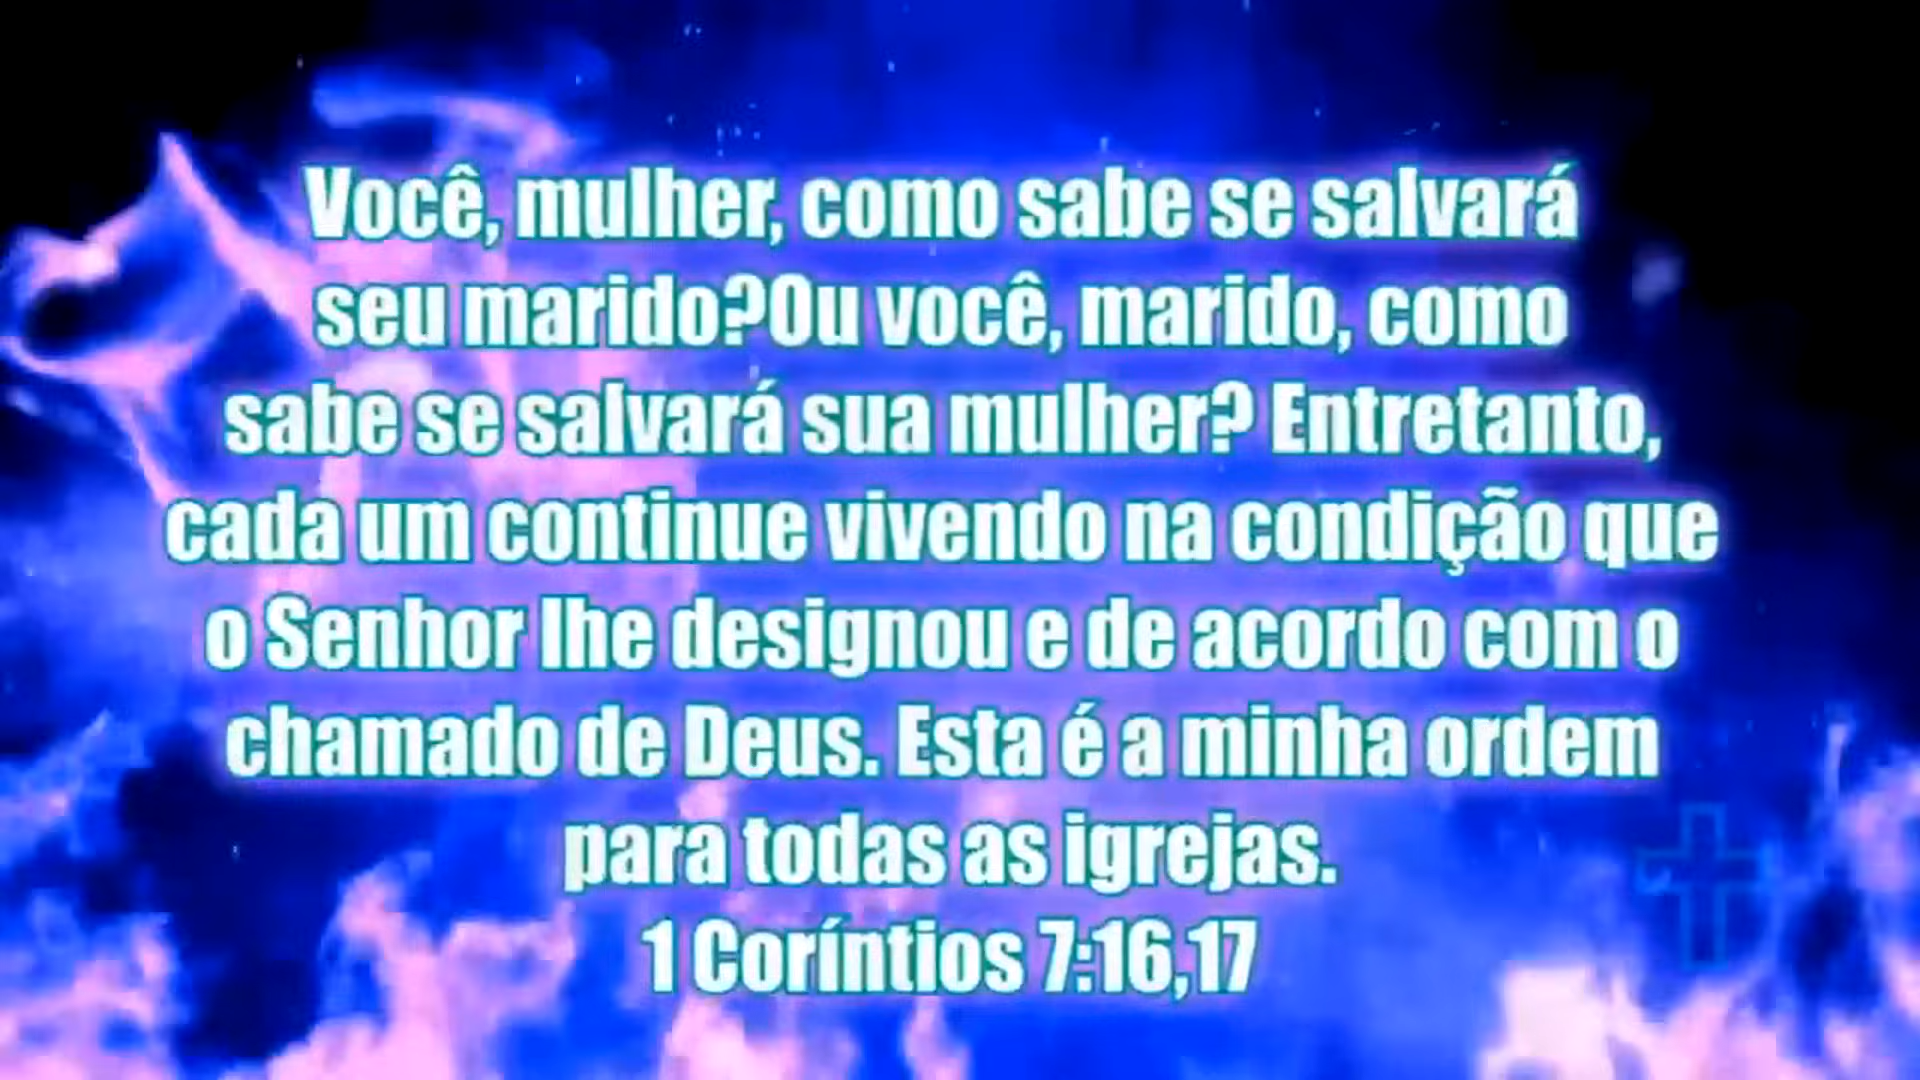 Você, mulher, como sabe se salvará
seu marido?Ou você, marido, como
sabe se salvará sua mulher? Entretanto,
cada um continue vivendo na condição que
o Senhor lhe designou e de acordo com o
chamado de Deus. Esta é a minha ordem
para todas as igrejas.
1 Coríntios 7:16,17